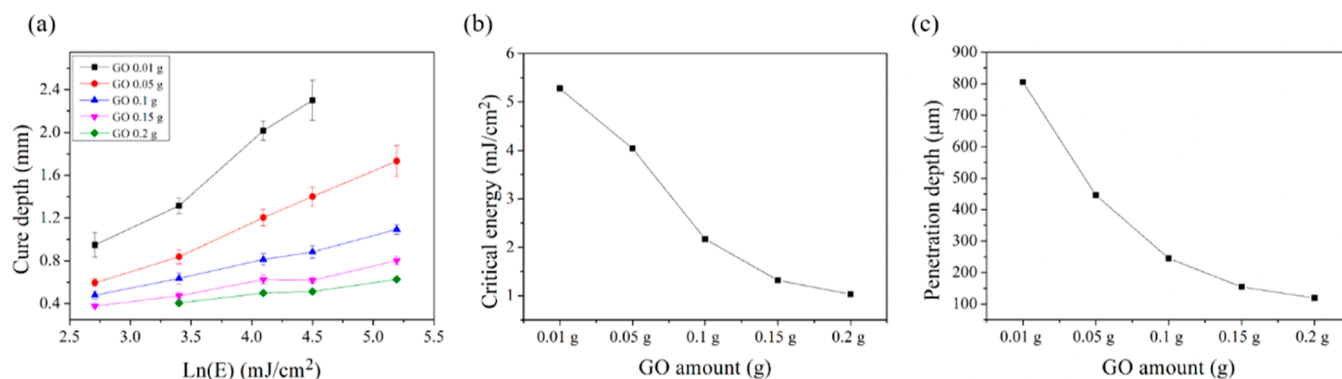 (a)
GO 0.01 g
GO 0.05 g
GO 0.1 g
GO 0.15 g
GO 0.2 g
2.4
2.0
1.6
1.2
0.8
0.4
Cure depth (mm)
2.5 3.0 3.5 4.0 4.5 5.0 5.5
Ln(E) (mJ/cm²)
(b)
6
5
4
3
2
1
Critical energy (mJ/cm²)
0.01 g 0.05 g 0.1 g 0.15 g 0.2 g
GO amount (g)
(c)
900
800
700
600
500
400
300
200
100
Penetration depth (μm)
0.01 g 0.05 g 0.1 g 0.15 g 0.2 g
GO amount (g)